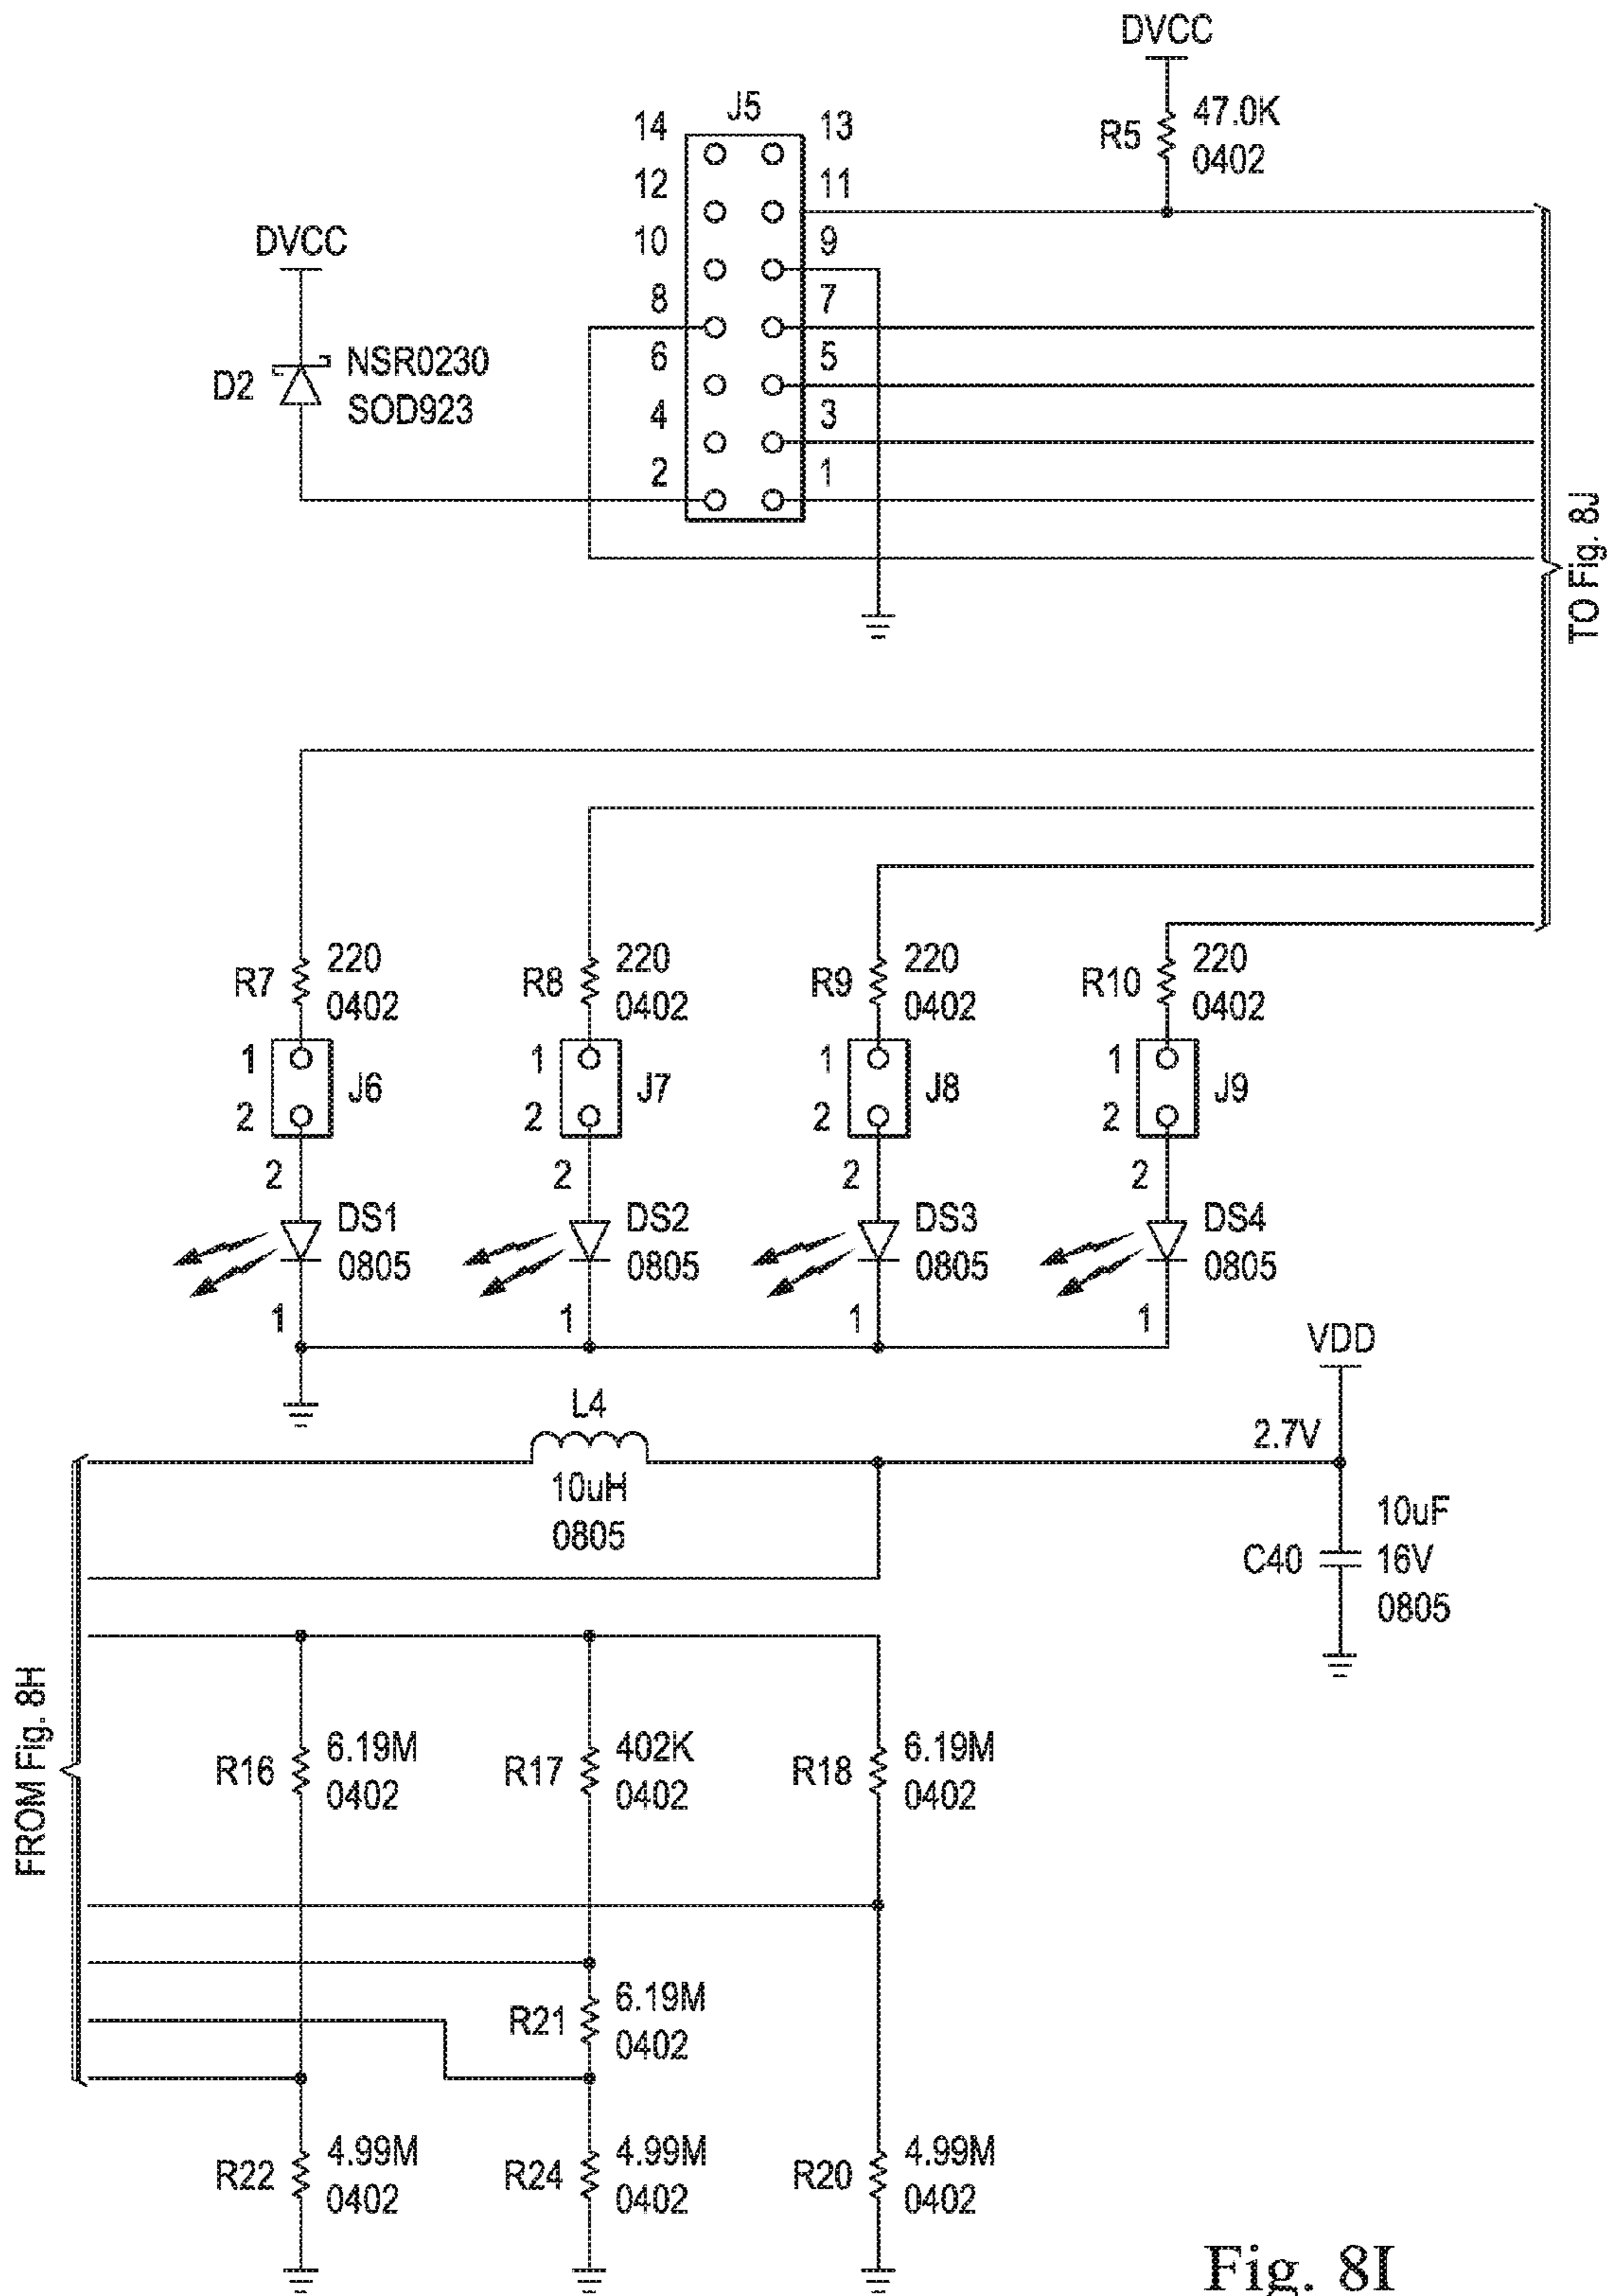 DVCC
J5
14
13
R5
47.0K
0402
12
11
DVCC
10
9
8
7
D2
NSR0230
SOD923
6
5
4
3
2
1
TO Fig. 8J
R7
220
0402
R8
220
0402
R9
220
0402
R10
220
0402
1
2
J6
1
2
J7
1
2
J8
1
2
J9
2
DS1
0805
1
2
DS2
0805
1
2
DS3
0805
1
2
DS4
0805
1
VDD
L4
10uH
0805
2.7V
C40
10uF
16V
0805
FROM Fig. 8H
R16
6.19M
0402
R17
402K
0402
R18
6.19M
0402
R21
6.19M
0402
R22
4.99M
0402
R24
4.99M
0402
R20
4.99M
0402
Fig. 8I